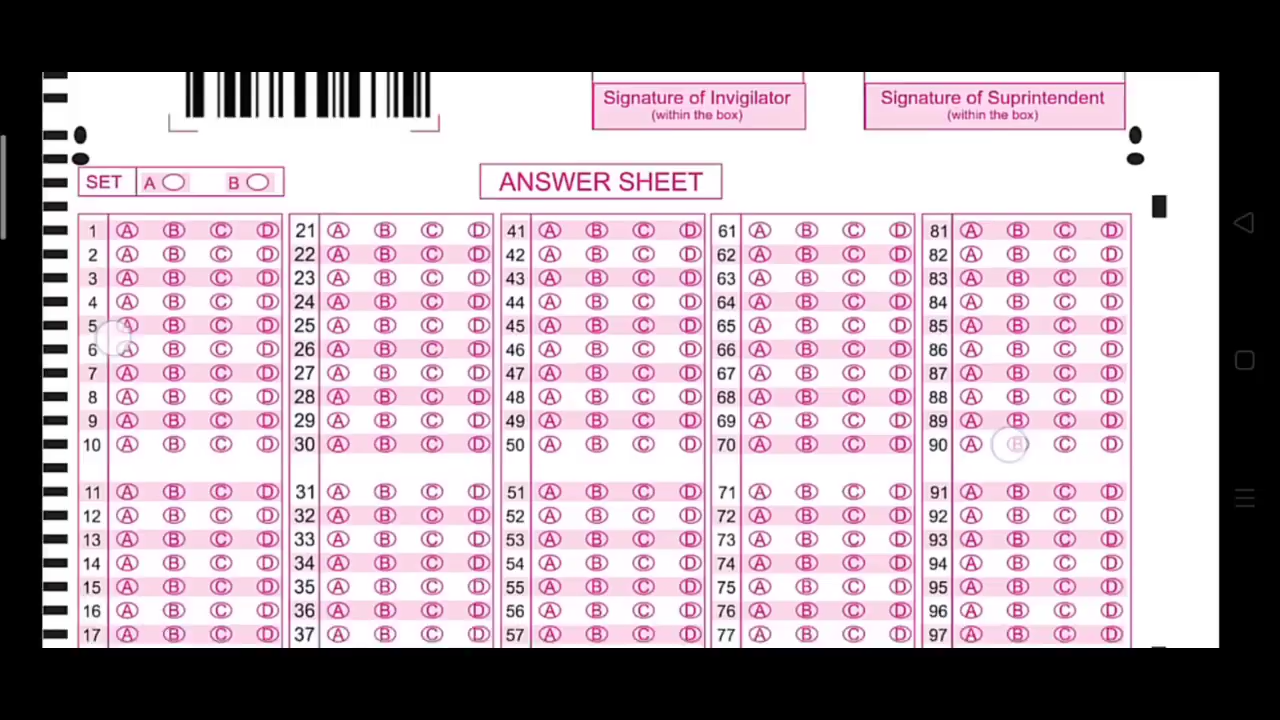 Signature of Invigilator
(within the box)
Signature of Suprintendent
(within the box)
SET A B
ANSWER SHEET
1 A B C D 21 A B C D 41 A B C D 61 A B C D 81 A B C D
2 A B C D 22 A B C D 42 A B C D 62 A B C D 82 A B C D
3 A B C D 23 A B C D 43 A B C D 63 A B C D 83 A B C D
4 A B C D 24 A B C D 44 A B C D 64 A B C D 84 A B C D
5 A B C D 25 A B C D 45 A B C D 65 A B C D 85 A B C D
6 A B C D 26 A B C D 46 A B C D 66 A B C D 86 A B C D
7 A B C D 27 A B C D 47 A B C D 67 A B C D 87 A B C D
8 A B C D 28 A B C D 48 A B C D 68 A B C D 88 A B C D
9 A B C D 29 A B C D 49 A B C D 69 A B C D 89 A B C D
10 A B C D 30 A B C D 50 A B C D 70 A B C D 90 A B C D
11 A B C D 31 A B C D 51 A B C D 71 A B C D 91 A B C D
12 A B C D 32 A B C D 52 A B C D 72 A B C D 92 A B C D
13 A B C D 33 A B C D 53 A B C D 73 A B C D 93 A B C D
14 A B C D 34 A B C D 54 A B C D 74 A B C D 94 A B C D
15 A B C D 35 A B C D 55 A B C D 75 A B C D 95 A B C D
16 A B C D 36 A B C D 56 A B C D 76 A B C D 96 A B C D
17 A B C D 37 A B C D 57 A B C D 77 A B C D 97 A B C D